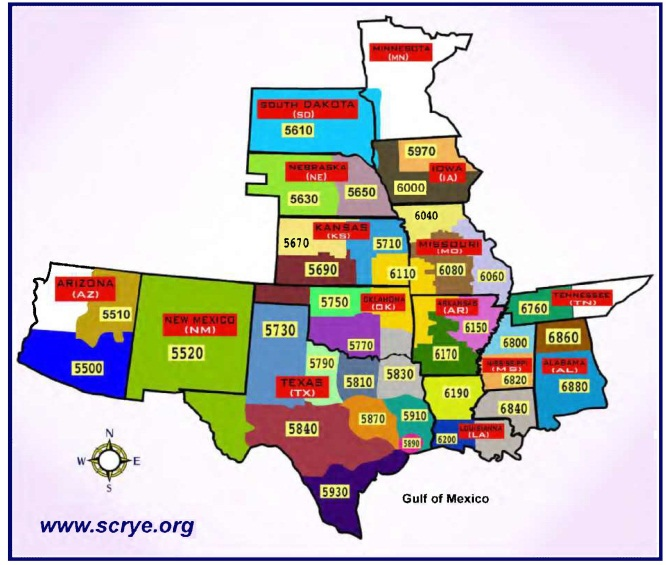 MINNESOTA
(MN)
SOUTH DAKOTA
(SD)
5610
5970
IOWA
(IA)
6000
NEBRASKA
(NE)
5630
5650
6040
KANSAS
(KS)
5670
5710
5690
MISSOURI
(MO)
6110
6080
6060
ARIZONA
(AZ)
5510
5500
NEW MEXICO
(NM)
5520
5750
OKLAHOMA
(OK)
5730
5770
ARKANSAS
(AR)
6150
6170
TENNESSEE
(TN)
6760
6800
6860
MISSISSIPPI
(MS)
6820
ALABAMA
(AL)
6880
5790
TEXAS
(TX)
5810
5830
6190
6840
5840
5870
5910
5890
6200
LOUISIANNA
(LA)
5930
N
W E
S
Gulf of Mexico
www.scrye.org